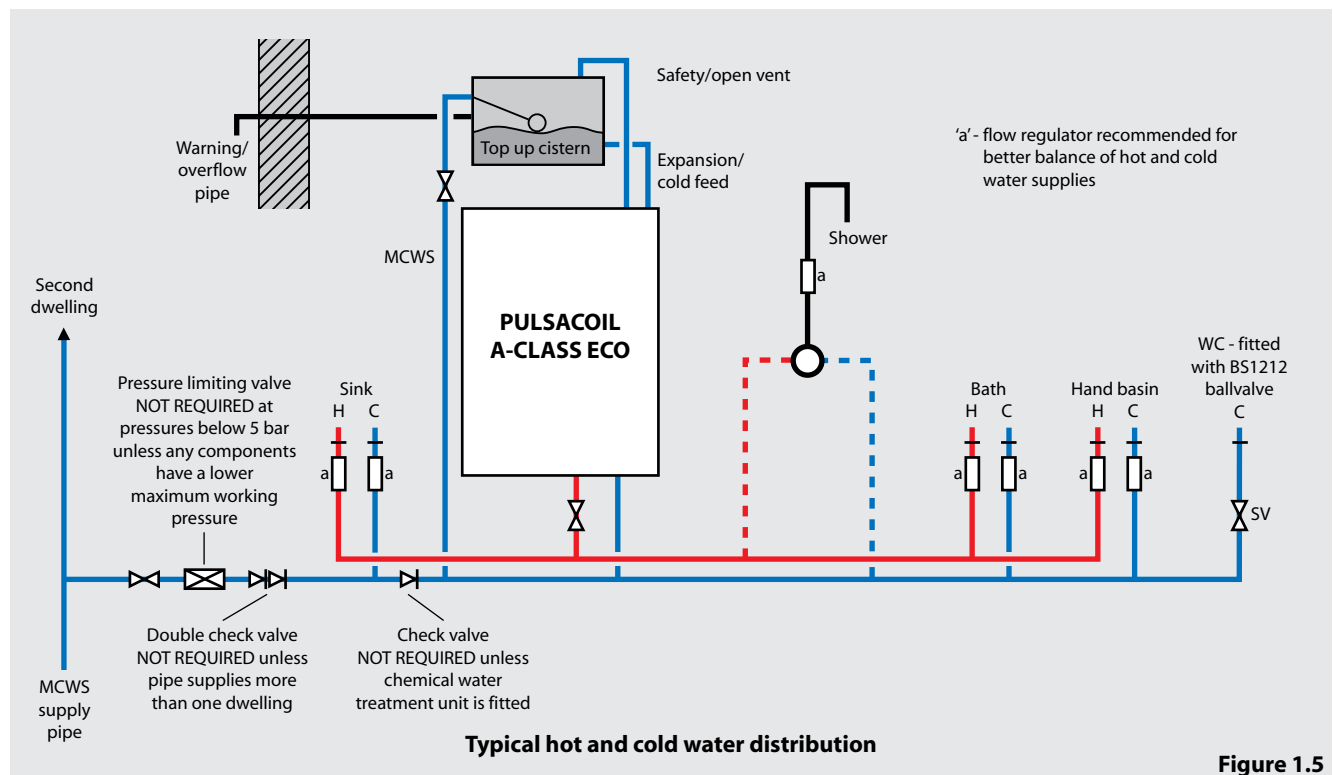 Safety/open vent
'a' - flow regulator recommended for
better balance of hot and cold
water supplies
Warning/
overflow
pipe
Top up cistern
Expansion/
cold feed
Shower
MCWS
a
Second
dwelling
PULSACOIL
A-CLASS ECO
WC - fitted
with BS1212
ballvalve
C
Pressure limiting valve
NOT REQUIRED at
pressures below 5 bar
unless any components
have a lower
maximum working
pressure
Sink
H C
a a
Bath
H C
a a
Hand basin
H C
a a
SV
Double check valve
NOT REQUIRED unless
pipe supplies more
than one dwelling
Check valve
NOT REQUIRED unless
chemical water
treatment unit is fitted
MCWS
supply
pipe
Typical hot and cold water distribution
Figure 1.5